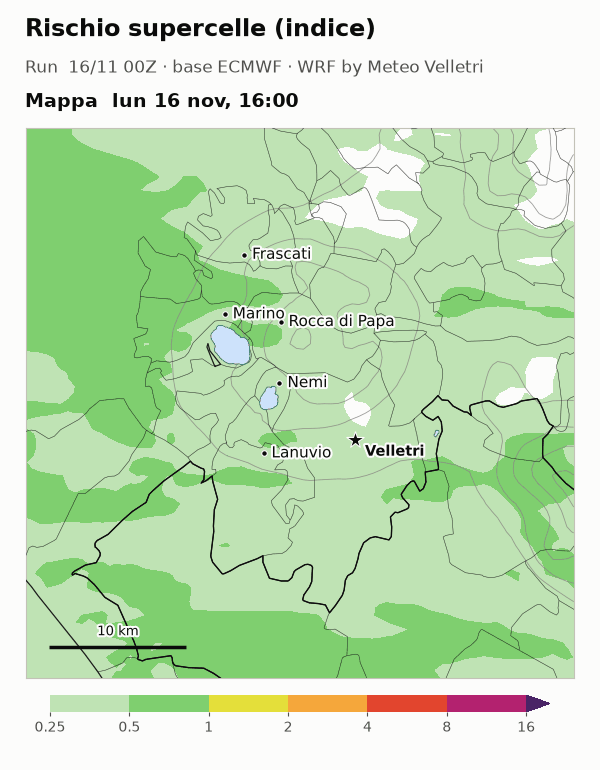 Rischio supercelle (indice)
Run  16/11 00Z · base ECMWF · WRF by Meteo Velletri
Mappa  lun 16 nov, 16:00
Frascati
Marino
Rocca di Papa
Nemi
Velletri
Lanuvio
10 km
0.25 0.5 1 2 4 8 16